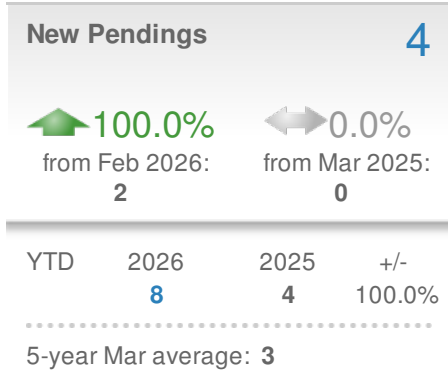 New Pendings 4
100.0% 0.0%
from Feb 2026: from Mar 2025:
2 0
YTD 2026 2025 +/-
8 4 100.0%
5-year Mar average: 3